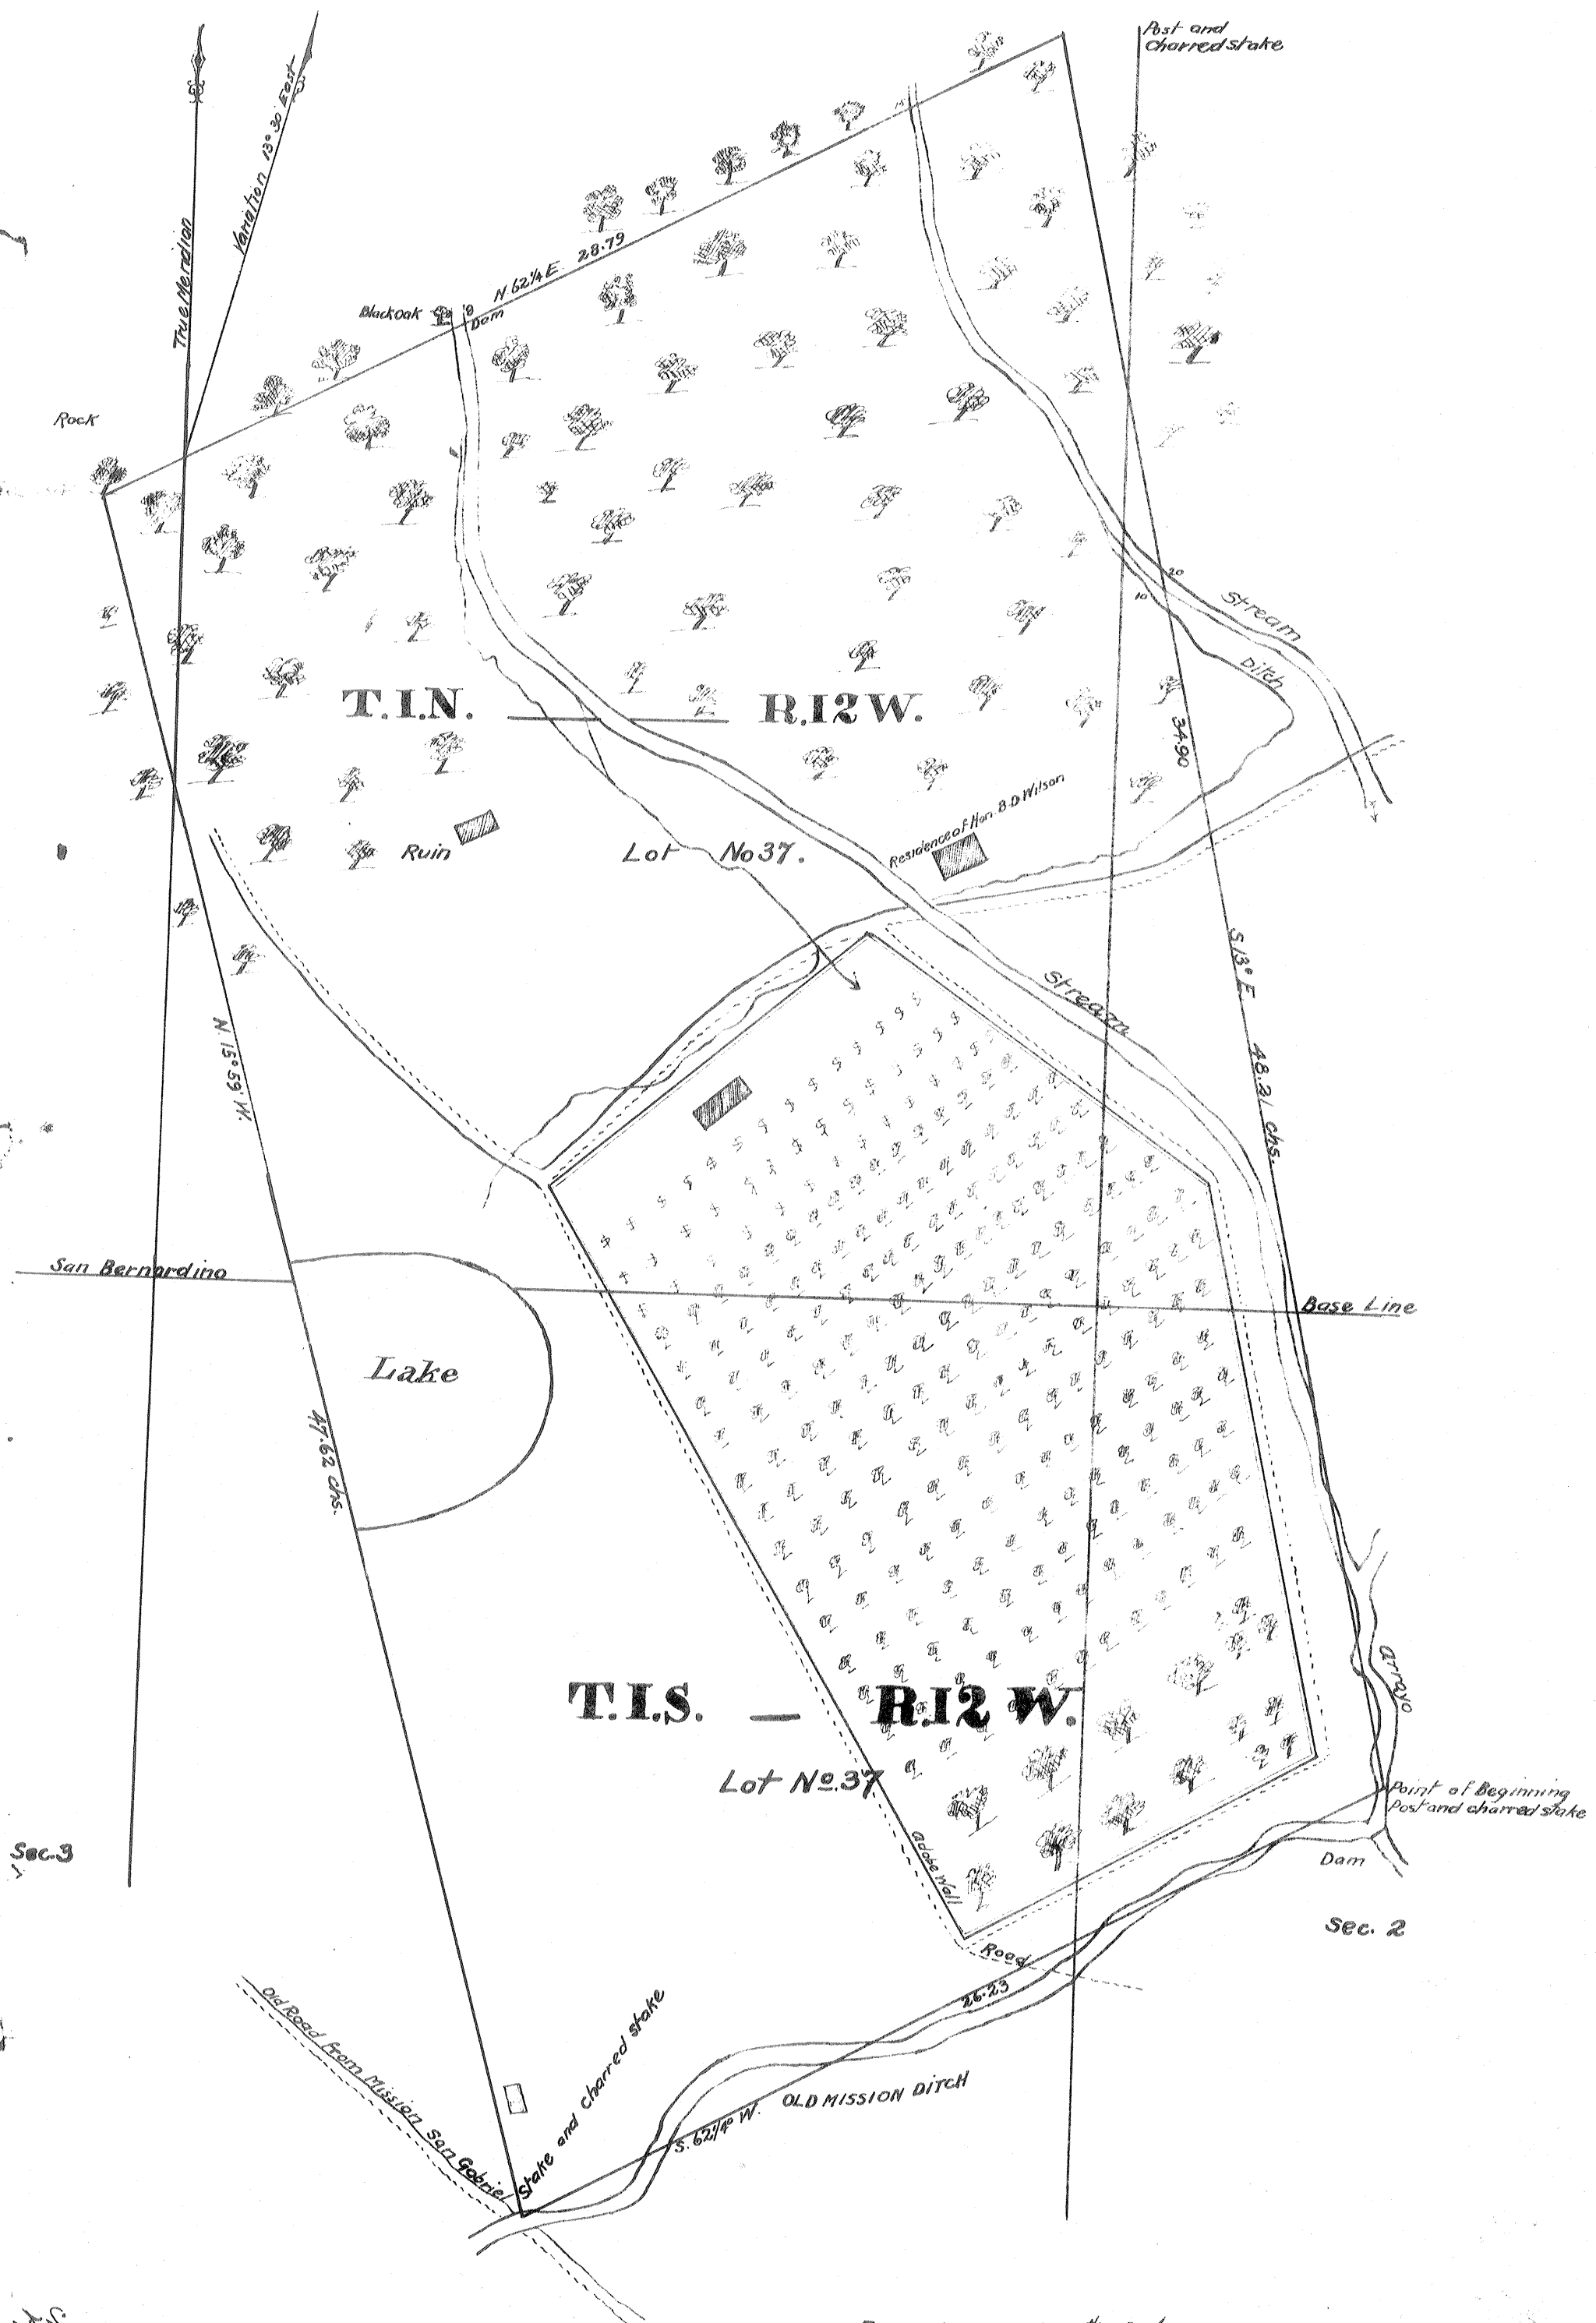 Post and
Charred stake
True Meridian
Variation 13° 30' East
N 62¼ E. 28.79
Black oak
Dam
Rock
20
10
Stream
Ditch
T.I.N. R.12 W.
34.90
Residence of Hon. B.D. Wilson
Ruin
Lot No 37.
Stream
S 13° E. 48.21 chs.
N. 15° 59' W.
San Bernardino
Base Line
Lake
47.62 chs.
Arroyo
T.I.S. — R.12 W.
Lot No. 37
Point of Beginning
Post and charred stake
Adobe Wall
Dam
Sec. 3
Sec. 2
Road
26.23
Old Road from Mission San Gabriel
Stake and charred stake
OLD MISSION DITCH
S. 62¼° W.